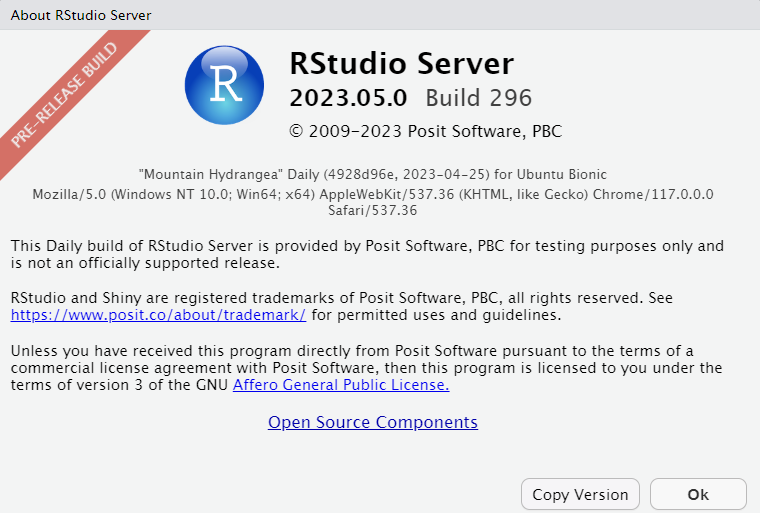 About RStudio Server
PRE-RELEASE BUILD
R
RStudio Server
2023.05.0 Build 296
© 2009-2023 Posit Software, PBC
"Mountain Hydrangea" Daily (4928d96e, 2023-04-25) for Ubuntu Bionic
Mozilla/5.0 (Windows NT 10.0; Win64; x64) AppleWebKit/537.36 (KHTML, like Gecko) Chrome/117.0.0.0
Safari/537.36
This Daily build of RStudio Server is provided by Posit Software, PBC for testing purposes only and
is not an officially supported release.
RStudio and Shiny are registered trademarks of Posit Software, PBC, all rights reserved. See
https://www.posit.co/about/trademark/ for permitted uses and guidelines.
Unless you have received this program directly from Posit Software pursuant to the terms of a
commercial license agreement with Posit Software, then this program is licensed to you under the
terms of version 3 of the GNU Affero General Public License.
Open Source Components
Copy Version
Ok